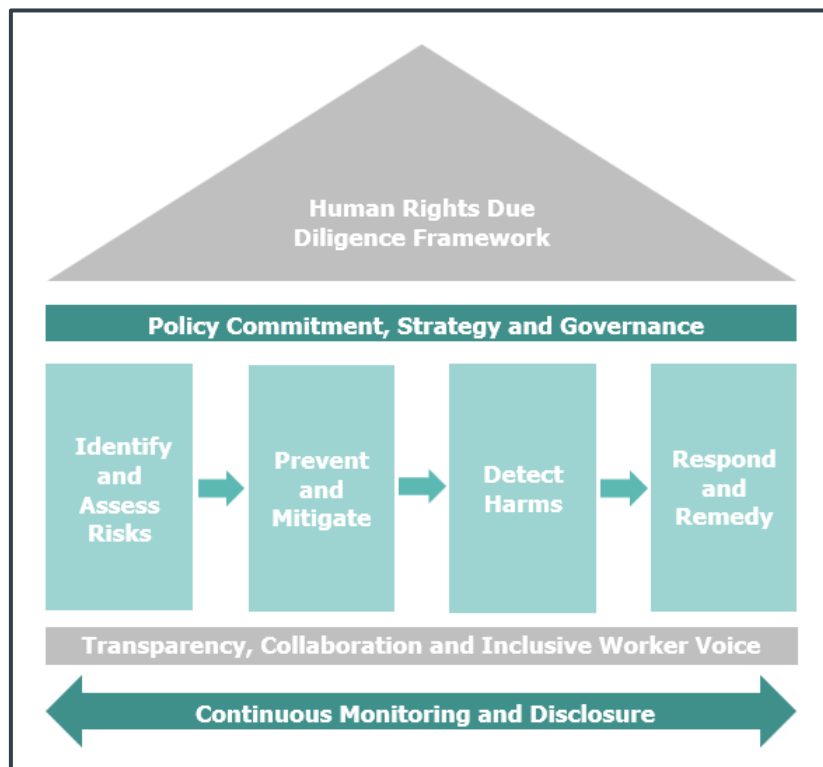 Human Rights Due
Diligence Framework
Policy Commitment, Strategy and Governance
Identify
and
Assess
Risks
Prevent
and
Mitigate
Detect
Harms
Respond
and
Remedy
Transparency, Collaboration and Inclusive Worker Voice
Continuous Monitoring and Disclosure